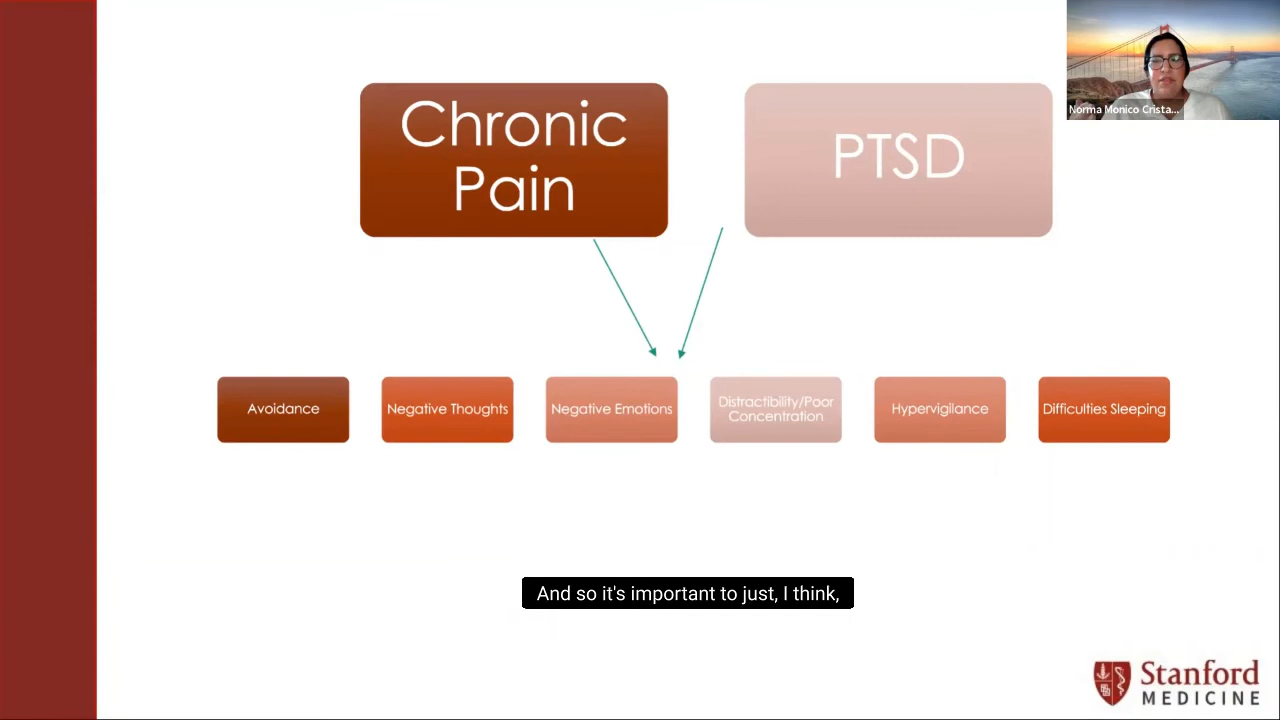 Chronic
Pain
PTSD
Norma Monico Crista...
Avoidance
Negative Thoughts
Negative Emotions
Distractibility/Poor
Concentration
Hypervigilance
Difficulties Sleeping
And so it's important to just, I think,
Stanford
MEDICINE